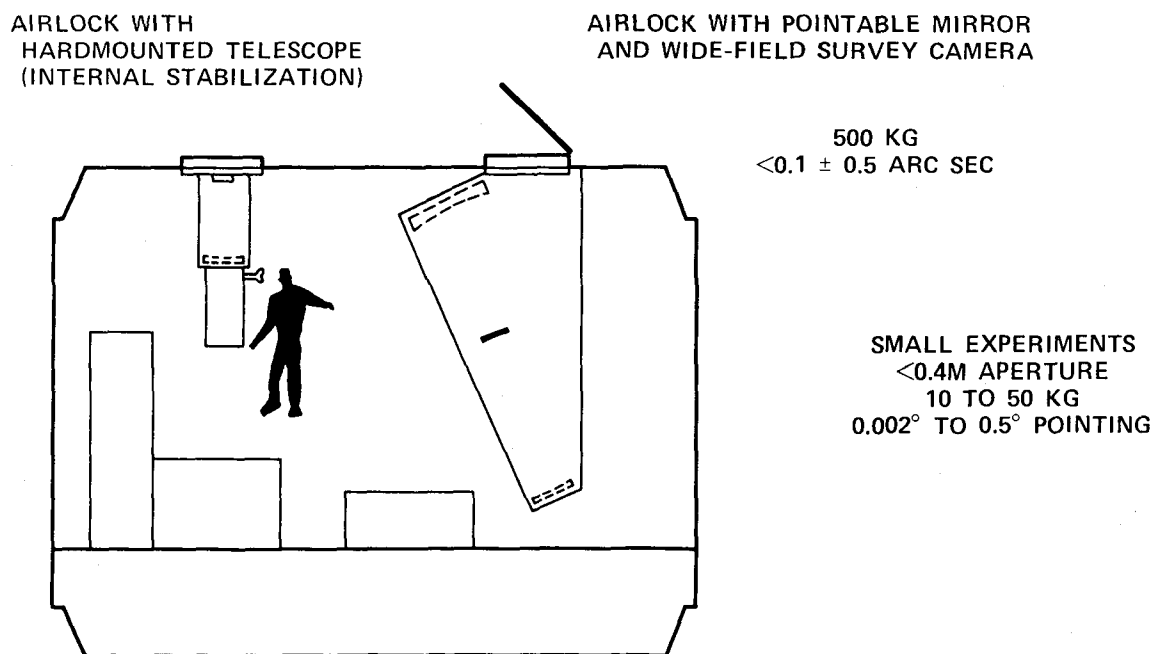 AIRLOCK WITH
HARDMOUNTED TELESCOPE
(INTERNAL STABILIZATION)
AIRLOCK WITH POINTABLE MIRROR
AND WIDE-FIELD SURVEY CAMERA
500 KG
<0.1 ± 0.5 ARC SEC
SMALL EXPERIMENTS
<0.4M APERTURE
10 TO 50 KG
0.002° TO 0.5° POINTING